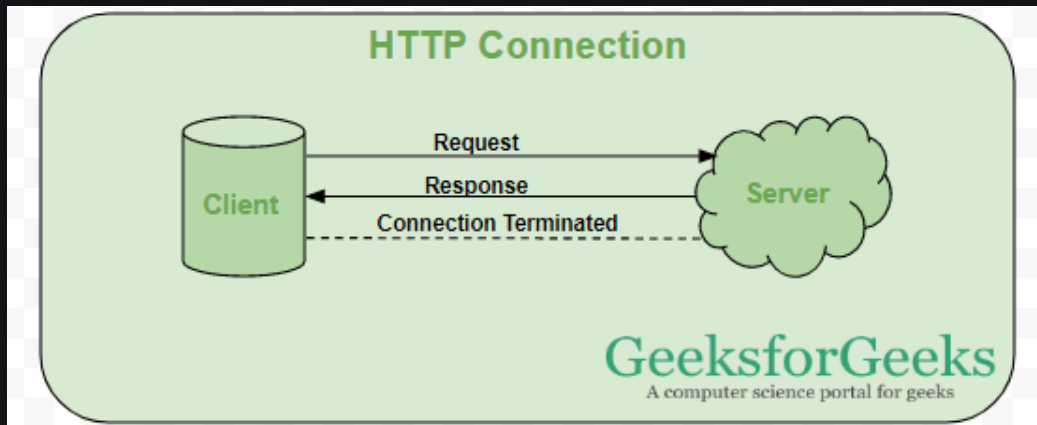 HTTP Connection
Request
Response
Client
Server
Connection Terminated
GeeksforGeeks
A computer science portal for geeks